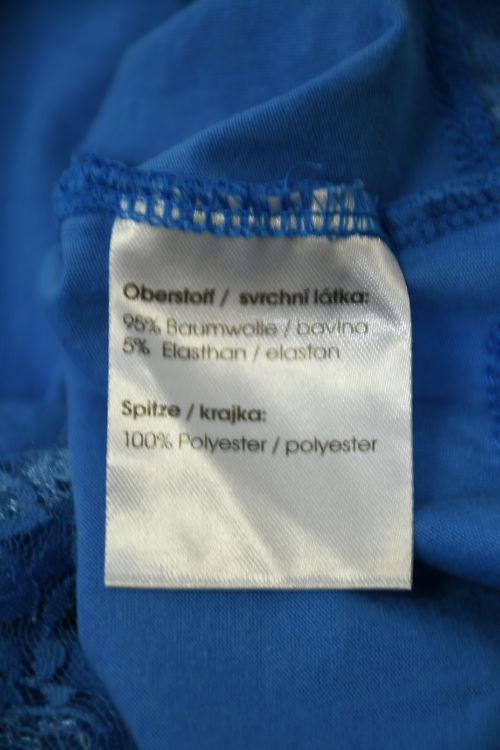 Oberstoff / svrchní látka:
95% Baumwolle / bavlna
5% Elasthan / elastan
Spitze / krajka:
100% Polyester / polyester